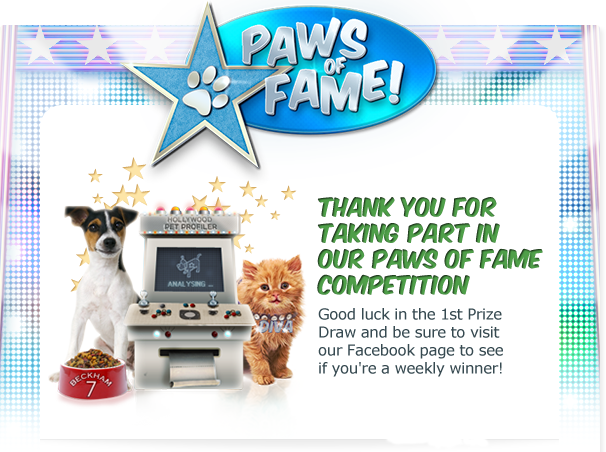 PAWS
OF
FAME!
HOLLYWOOD
PET PROFILER
ANALYSING ...
DIVA
BECKHAM
7
THANK YOU FOR
TAKING PART IN
OUR PAWS OF FAME
COMPETITION
Good luck in the 1st Prize
Draw and be sure to visit
our Facebook page to see
if you're a weekly winner!